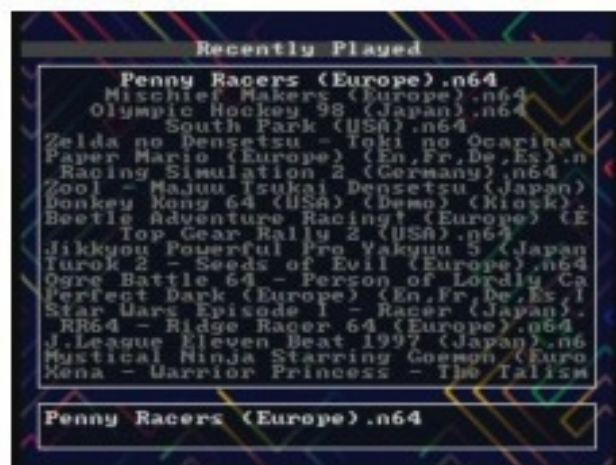 Recently Played
Penny Racers (Europe).n64
Mischief Makers (Europe).n64
Olympic Hockey 98 (Japan).n64
South Park (USA).n64
Zelda no Densetsu - Toki no Ocarina
Paper Mario (Europe) (En,Fr,De,Es).n
Racing Simulation 2 (Germany).n64
Zool - Majuu Tsukai Densetsu (Japan)
Donkey Kong 64 (USA) (Demo) (Kiosk).
Beetle Adventure Racing! (Europe) (E
Top Gear Rally 2 (USA).n64
Jikkyou Powerful Pro Yakyuu 5 (Japan
Turok 2 - Seeds of Evil (Europe).n64
Ogre Battle 64 - Person of Lordly Ca
Perfect Dark (Europe) (En,Fr,De,Es,I
Star Wars Episode I - Racer (Japan).
RR64 - Ridge Racer 64 (Europe).n64
J.League Eleven Beat 1997 (Japan).n6
Mystical Ninja Starring Goemon (Euro
Xena - Warrior Princess - The Talism
Penny Racers (Europe).n64